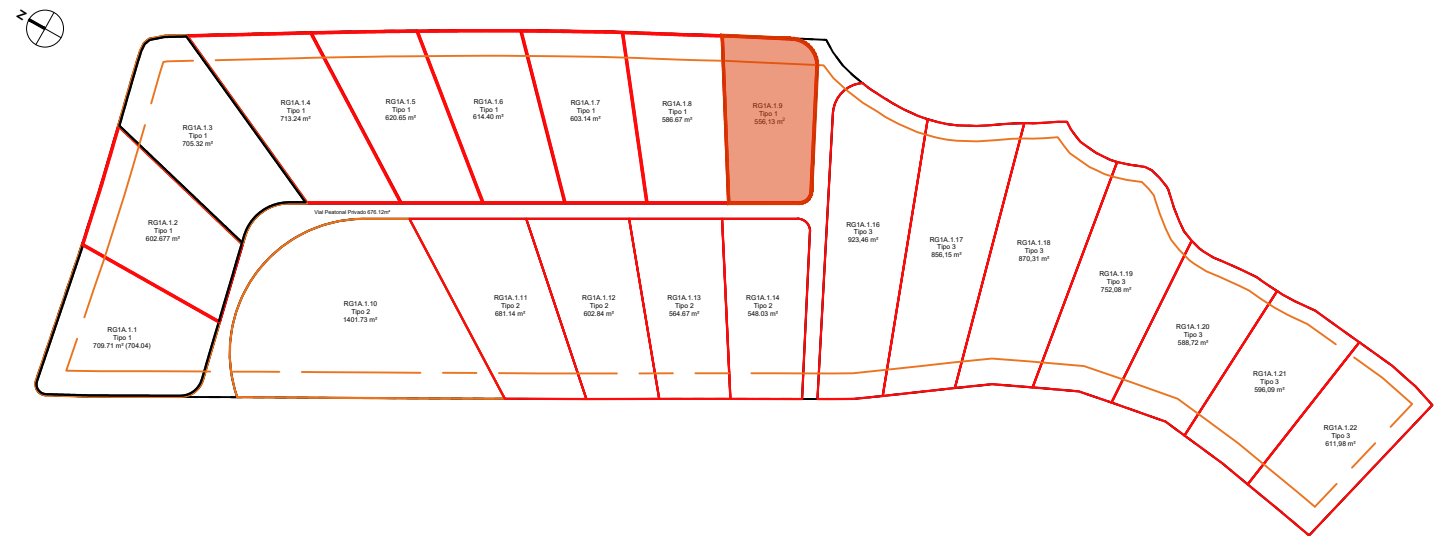 N
RG1A.1.4
Tipo 1
713.24 m²
RG1A.1.5
Tipo 1
620.65 m²
RG1A.1.6
Tipo 1
614.40 m²
RG1A.1.7
Tipo 1
603.14 m²
RG1A.1.8
Tipo 1
586.67 m²
RG1A.1.9
Tipo 1
556,13 m²
RG1A.1.3
Tipo 1
705.32 m²
RG1A.1.2
Tipo 1
602.677 m²
RG1A.1.1
Tipo 1
709.71 m² (704.04)
Vial Peatonal Privado 676.12m²
RG1A.1.10
Tipo 2
1401.73 m²
RG1A.1.11
Tipo 2
681.14 m²
RG1A.1.12
Tipo 2
602.84 m²
RG1A.1.13
Tipo 2
564.67 m²
RG1A.1.14
Tipo 2
548.03 m²
RG1A.1.16
Tipo 3
923,46 m²
RG1A.1.17
Tipo 3
856,15 m²
RG1A.1.18
Tipo 3
870,31 m²
RG1A.1.19
Tipo 3
752,08 m²
RG1A.1.20
Tipo 3
588,72 m²
RG1A.1.21
Tipo 3
596,09 m²
RG1A.1.22
Tipo 3
611,98 m²